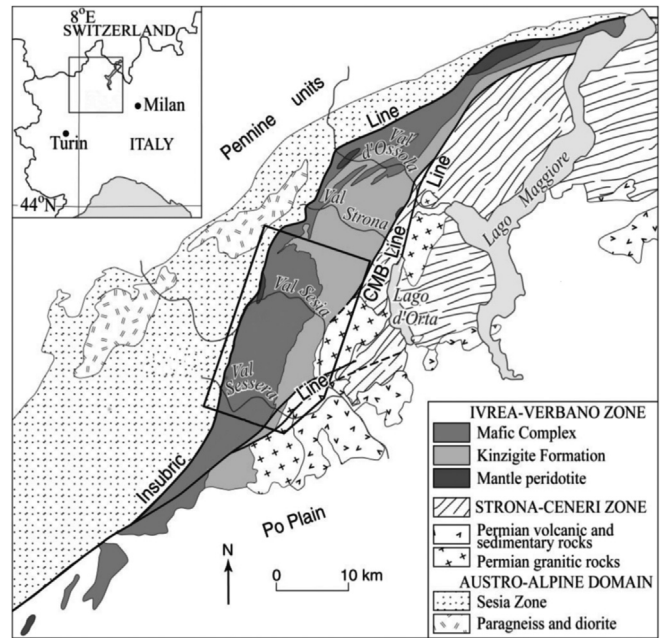 8°E
SWITZERLAND
Milan
Turin
ITALY
44°N
Pennine units
Line
Val
d'Ossola
Line
Val
Strona
Lago Maggiore
CMB Line
Val Sesia
Lago
d'Orta
Val
Sessera
Line
Insubric
Po Plain
N
0 10 km
IVREA-VERBANO ZONE
Mafic Complex
Kinzigite Formation
Mantle peridotite
STRONA-CENERI ZONE
Permian volcanic and
sedimentary rocks
Permian granitic rocks
AUSTRO-ALPINE DOMAIN
Sesia Zone
Paragneiss and diorite